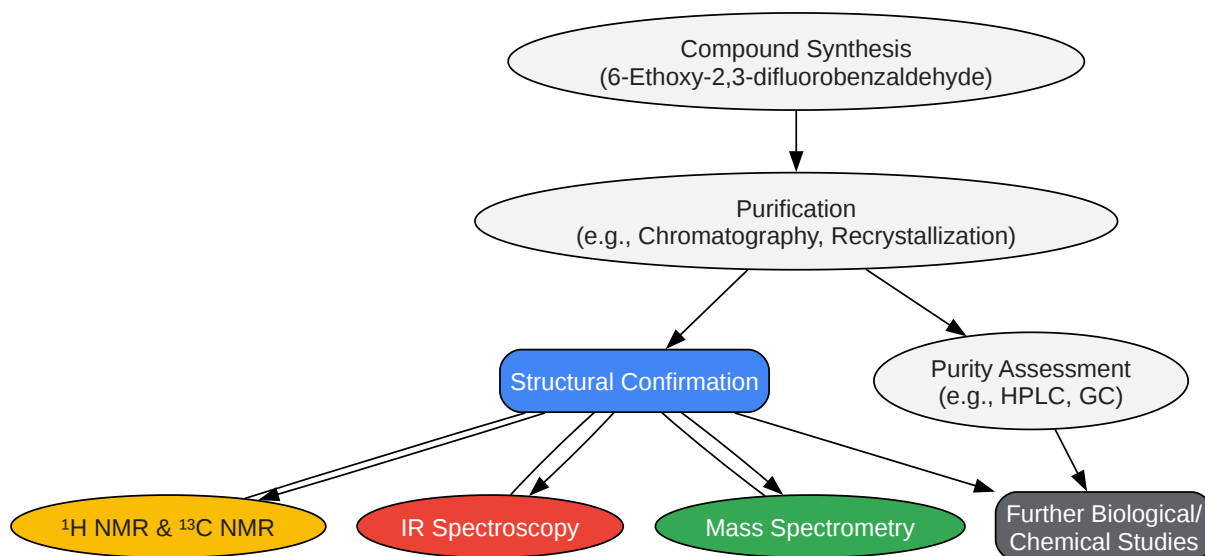 Compound Synthesis
(6-Ethoxy-2,3-difluorobenzaldehyde)
Purification
(e.g., Chromatography, Recrystallization)
Structural Confirmation
Purity Assessment
(e.g., HPLC, GC)
¹H NMR & ¹³C NMR
IR Spectroscopy
Mass Spectrometry
Further Biological/
Chemical Studies